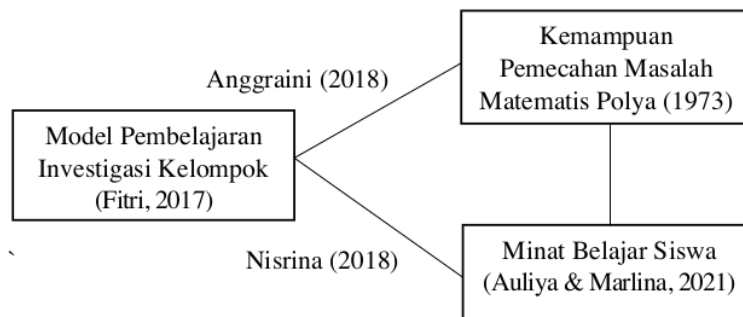 Kemampuan
Pemecahan Masalah
Matematis Polya (1973)
Anggraini (2018)
Model Pembelajaran
Investigasi Kelompok
(Fitri, 2017)
Nisrina (2018)
Minat Belajar Siswa
(Auliya & Marlina, 2021)
`